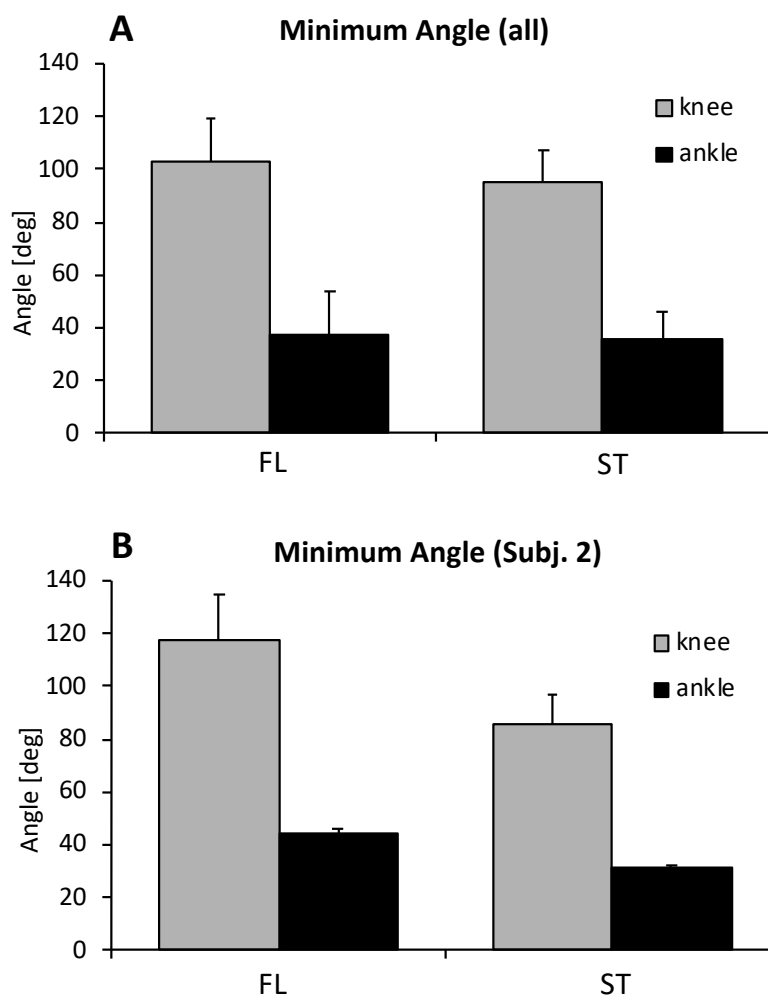 A Minimum Angle (all)
140
120
100
80
60
40
20
0
Angle [deg]
knee
ankle
FL ST
B Minimum Angle (Subj. 2)
140
120
100
80
60
40
20
0
Angle [deg]
knee
ankle
FL ST